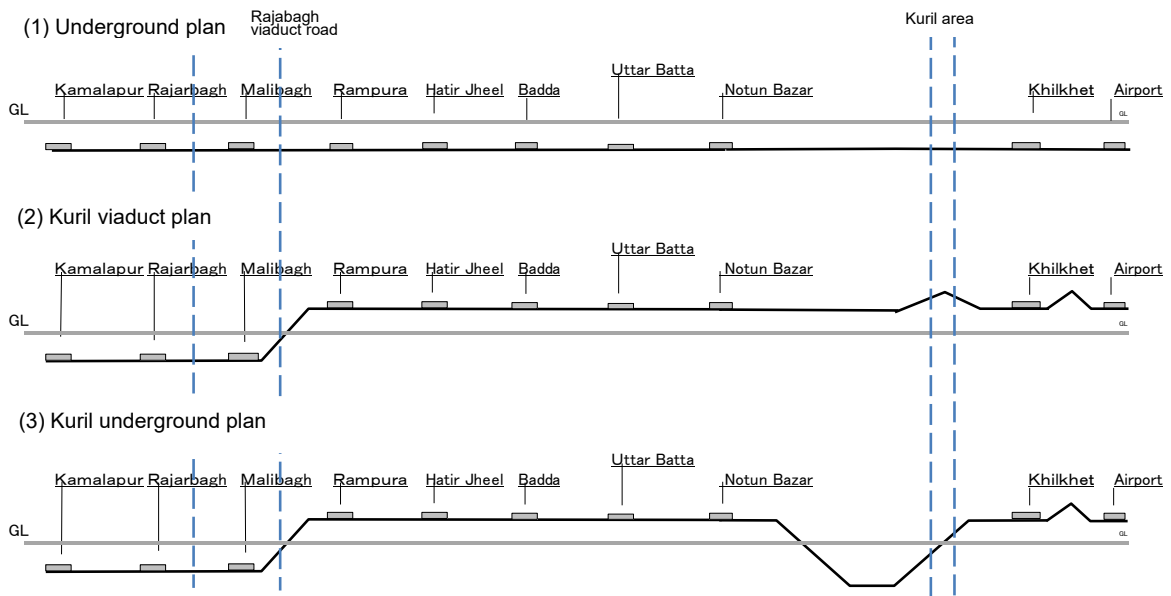 (1) Underground plan
Rajabagh
viaduct road
Kuril area
Uttar Batta
Kamalapur Rajarbagh Malibagh Rampura Hatir Jheel Badda Notun Bazar Khilkhet Airport
GL GL
(2) Kuril viaduct plan
Uttar Batta
Kamalapur Rajarbagh Malibagh Rampura Hatir Jheel Badda Notun Bazar Khilkhet Airport
GL GL
(3) Kuril underground plan
Uttar Batta
Kamalapur Rajarbagh Malibagh Rampura Hatir Jheel Badda Notun Bazar Khilkhet Airport
GL GL